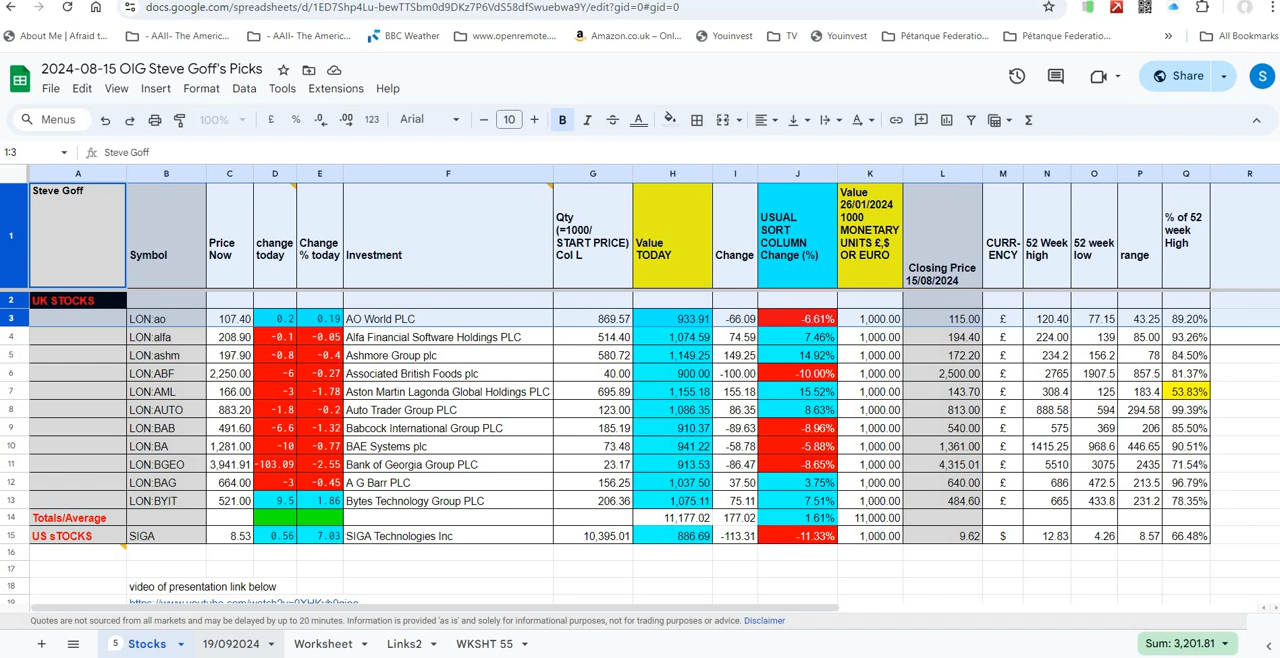 docs.google.com/spreadsheets/d/1ED7Shp4Lu-bewTTSbm0d9DKz7P6VdS58dfSwuebwa9Y/edit?gid=0#gid=0
About Me | Afraid t... - AAII- The Americ... - AAII- The Americ... BBC Weather www.openremote.... Amazon.co.uk – Onl... Youinvest TV Youinvest Pétanque Federatio... Pétanque Federatio... » All Bookmarks
2024-08-15 OIG Steve Goff's Picks
File Edit View Insert Format Data Tools Extensions Help
Share S
Menus 100% £ % .0 .00 123 Arial − 10 + B I S A
1:3 fx Steve Goff
A B C D E F G H I J K L M N O P Q R
1 Steve Goff Symbol Price Now change today Change % today Investment Qty (=1000/ START PRICE) Col L Value TODAY Change USUAL SORT COLUMN Change (%) Value 26/01/2024 1000 MONETARY UNITS £,$ OR EURO Closing Price 15/08/2024 CURR-ENCY 52 Week high 52 week low range % of 52 week High
2 UK STOCKS
3 LON:ao 107.40 0.2 0.19 AO World PLC 869.57 933.91 -66.09 -6.61% 1,000.00 115.00 £ 120.40 77.15 43.25 89.20%
4 LON:alfa 208.90 -0.1 -0.05 Alfa Financial Software Holdings PLC 514.40 1,074.59 74.59 7.46% 1,000.00 194.40 £ 224.00 139 85.00 93.26%
5 LON:ashm 197.90 -0.8 -0.4 Ashmore Group plc 580.72 1,149.25 149.25 14.92% 1,000.00 172.20 £ 234.2 156.2 78 84.50%
6 LON:ABF 2,250.00 -6 -0.27 Associated British Foods plc 40.00 900.00 -100.00 -10.00% 1,000.00 2,500.00 £ 2765 1907.5 857.5 81.37%
7 LON:AML 166.00 -3 -1.78 Aston Martin Lagonda Global Holdings PLC 695.89 1,155.18 155.18 15.52% 1,000.00 143.70 £ 308.4 125 183.4 53.83%
8 LON:AUTO 883.20 -1.8 -0.2 Auto Trader Group PLC 123.00 1,086.35 86.35 8.63% 1,000.00 813.00 £ 888.58 594 294.58 99.39%
9 LON:BAB 491.60 -6.6 -1.32 Babcock International Group PLC 185.19 910.37 -89.63 -8.96% 1,000.00 540.00 £ 575 369 206 85.50%
10 LON:BA 1,281.00 -10 -0.77 BAE Systems plc 73.48 941.22 -58.78 -5.88% 1,000.00 1,361.00 £ 1415.25 968.6 446.65 90.51%
11 LON:BGEO 3,941.91 -103.09 -2.55 Bank of Georgia Group PLC 23.17 913.53 -86.47 -8.65% 1,000.00 4,315.01 £ 5510 3075 2435 71.54%
12 LON:BAG 664.00 -3 -0.45 A G Barr PLC 156.25 1,037.50 37.50 3.75% 1,000.00 640.00 £ 686 472.5 213.5 96.79%
13 LON:BYIT 521.00 9.5 1.86 Bytes Technology Group PLC 206.36 1,075.11 75.11 7.51% 1,000.00 484.60 £ 665 433.8 231.2 78.35%
14 Totals/Average 11,177.02 177.02 1.61% 11,000.00
15 US sTOCKS SIGA 8.53 0.56 7.03 SIGA Technologies Inc 10,395.01 886.69 -113.31 -11.33% 1,000.00 9.62 $ 12.83 4.26 8.57 66.48%
16
17
18 video of presentation link below
19
Quotes are not sourced from all markets and may be delayed by up to 20 minutes. Information is provided 'as is' and solely for informational purposes, not for trading purposes or advice. Disclaimer
+ 5 Stocks 19/092024 Worksheet Links2 WKSHT 55 Sum: 3,201.81